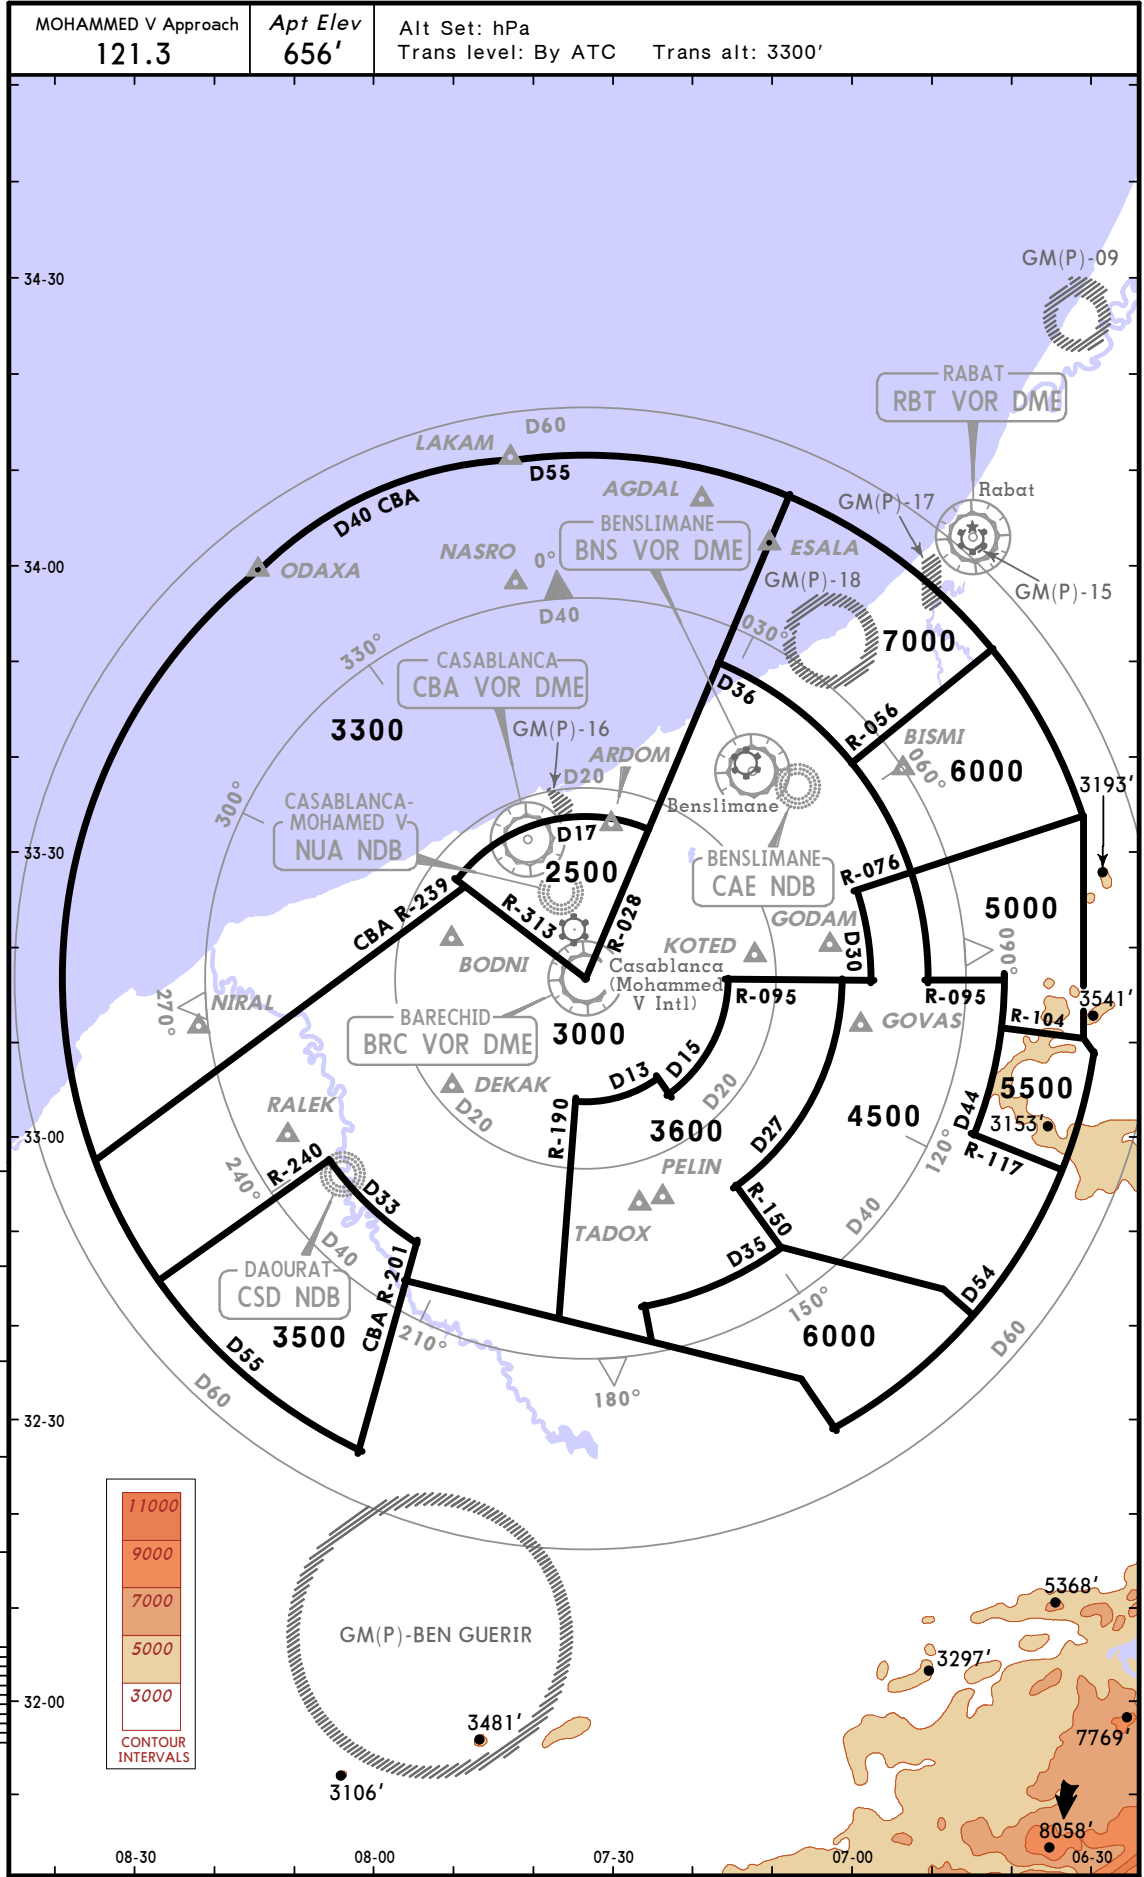 MOHAMMED V Approach
121.3
Apt Elev
656'
Alt Set: hPa
Trans level: By ATC Trans alt: 3300'
GM(P)-09
34-30
RABAT
RBT VOR DME
D60
LAKAM
D55
D40 CBA
AGDAL
GM(P)-17
Rabat
BENSLIMANE
BNS VOR DME
NASRO
0°
ESALA
34-00
ODAXA
GM(P)-18
GM(P)-15
D40
030°
7000
330°
CASABLANCA
CBA VOR DME
D36
3300
GM(P)-16
R-056
BISMI
ARDOM
060°
6000
D20
3193'
300°
CASABLANCA-
MOHAMED V
NUA NDB
Benslimane
D17
33-30
2500
BENSLIMANE
CAE NDB
R-076
CBA R-239
R-313
R-028
GODAM
5000
KOTED
D30
BODNI
Casablanca
(Mohammed
V Intl)
090°
NIRAL
270°
R-095
R-095
3541'
R-104
BARECHID
BRC VOR DME
3000
GOVAS
DEKAK
D13
D15
5500
D20
D20
RALEK
R-190
4500
D44
3153'
3600
D27
33-00
120°
R-117
R-240
PELIN
240°
D33
R-150
D40
TADOX
D40
D35
CBA R-201
DAOURAT
CSD NDB
D54
150°
3500
210°
6000
D60
D55
180°
D60
32-30
11000
9000
7000
5000
3000
CONTOUR
INTERVALS
5368'
GM(P)-BEN GUERIR
3297'
32-00
3481'
7769'
3106'
8058'
08-30
08-00
07-30
07-00
06-30